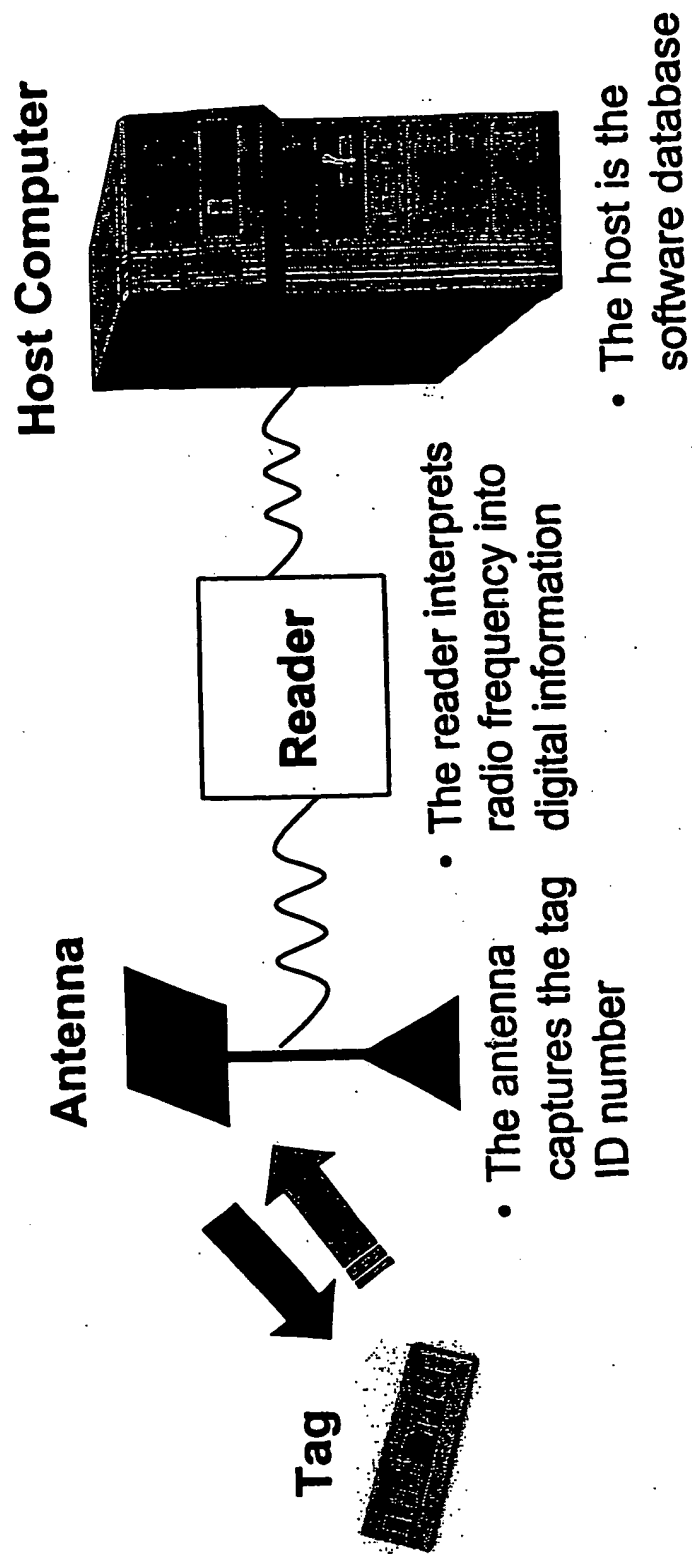 Host Computer
Antenna
Tag
Reader
• The antenna
captures the tag
ID number
• The reader interprets
radio frequency into
digital information
• The host is the
software database